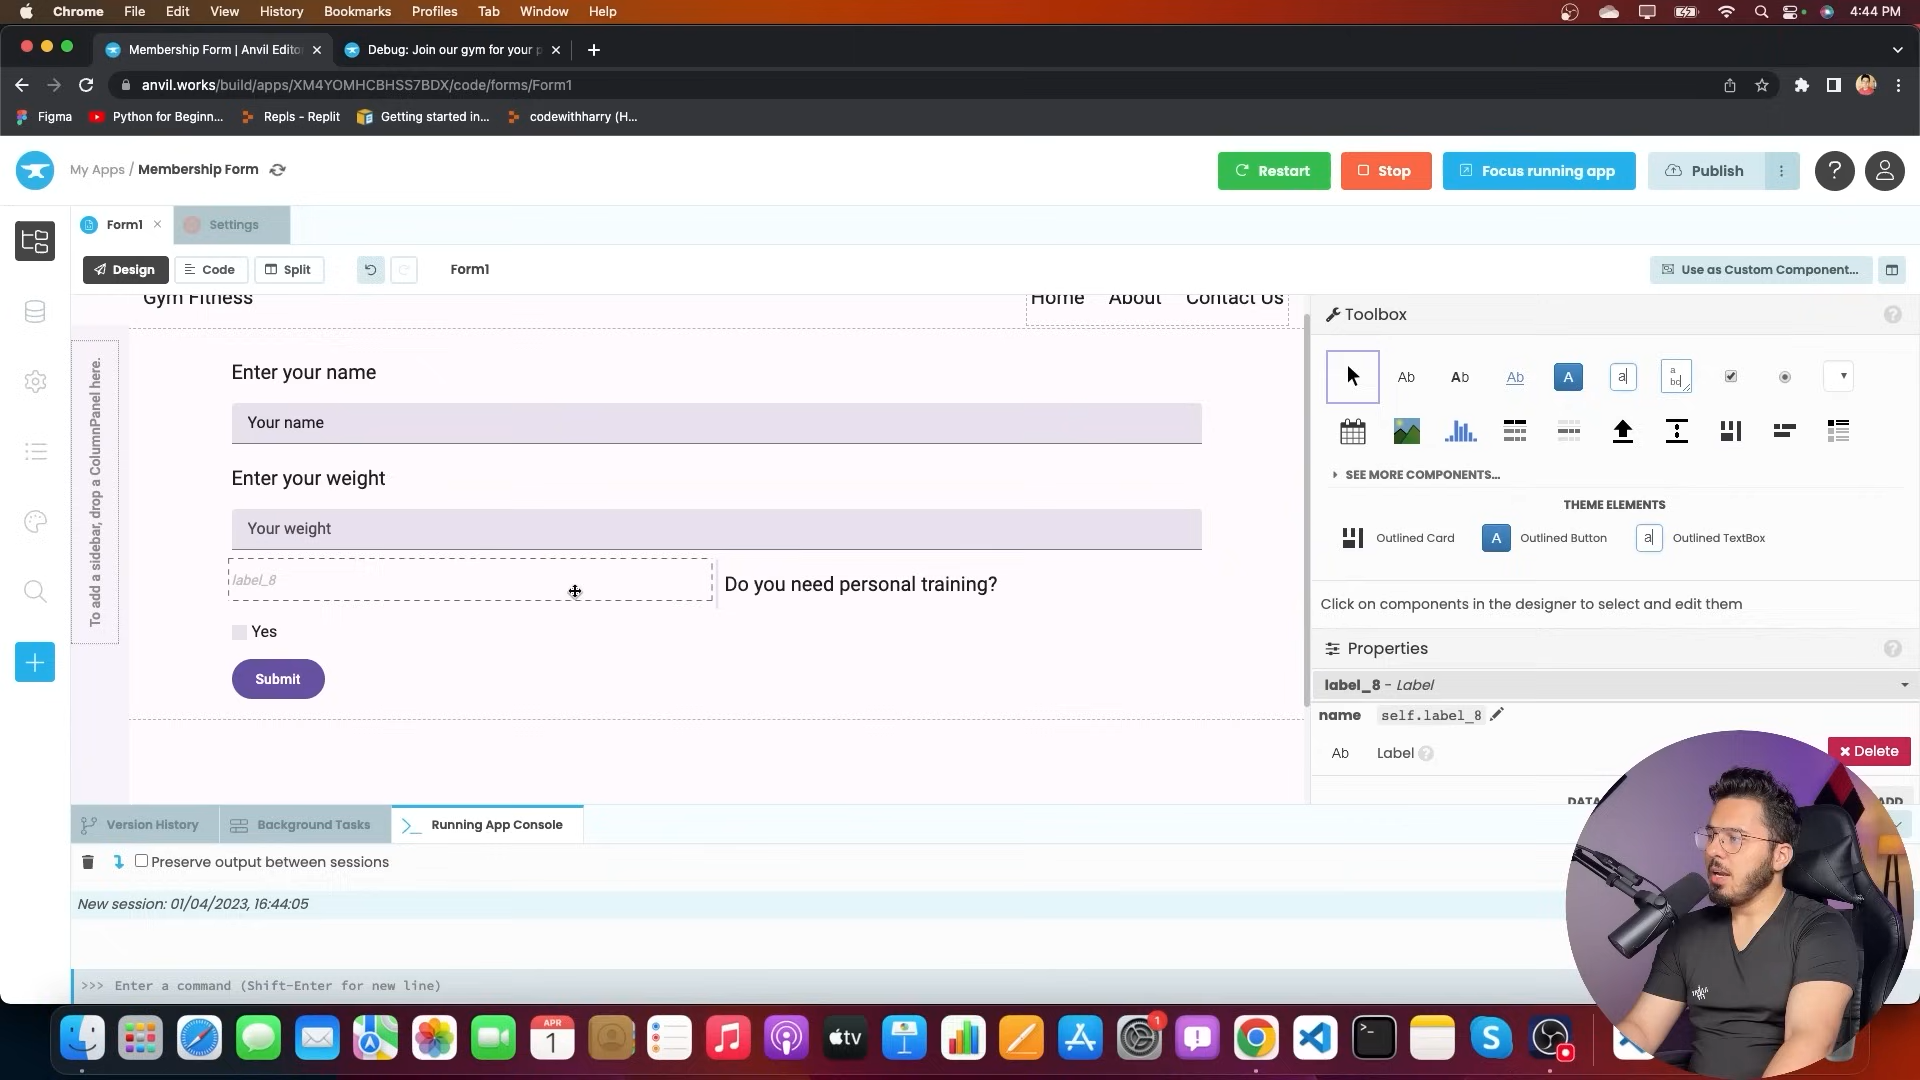 Chrome File Edit View History Bookmarks Profiles Tab Window Help 4:44 PM
Membership Form | Anvil Edito Debug: Join our gym for your p
anvil.works/build/apps/XM4YOMHCBHSS7BDX/code/forms/Form1
Figma Python for Beginn... Repls - Replit Getting started in... codewithharry (H...
My Apps / Membership Form Restart Stop Focus running app Publish ?
Form1 Settings
Design Code Split Form1 Use as Custom Component...
Gym Fitness Home About Contact Us
To add a sidebar, drop a ColumnPanel here.
Enter your name
Your name
Enter your weight
Your weight
label_8 Do you need personal training?
Yes
Submit
Toolbox ?
Ab Ab Ab A a a bc
SEE MORE COMPONENTS...
THEME ELEMENTS
Outlined Card A Outlined Button a Outlined TextBox
Click on components in the designer to select and edit them
Properties ?
label_8 - Label
name self.label_8
Ab Label ? Delete
Version History Background Tasks Running App Console
Preserve output between sessions
New session: 01/04/2023, 16:44:05
>>> Enter a command (Shift-Enter for new line)
APR
1
tv
1